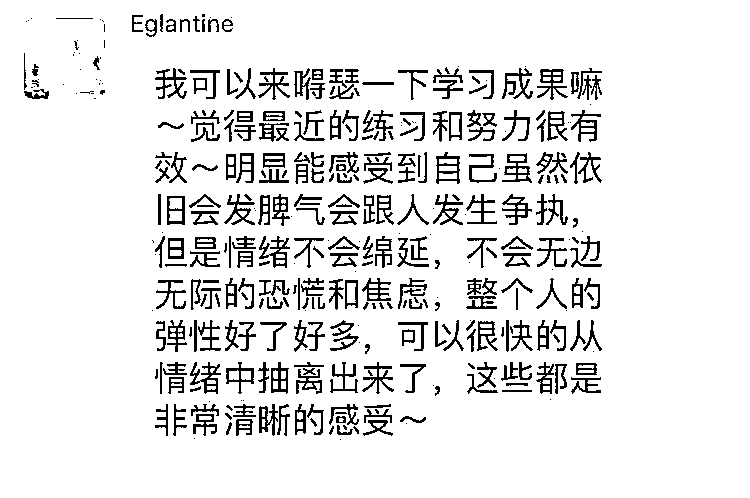 Eglantine
我可以来嘚瑟一下学习成果嘛
～觉得最近的练习和努力很有
效～明显能感受到自己虽然依
旧会发脾气会跟人发生争执，
但是情绪不会绵延，不会无边
无际的恐慌和焦虑，整个人的
弹性好了好多，可以很快的从
情绪中抽离出来了，这些都是
非常清晰的感受～